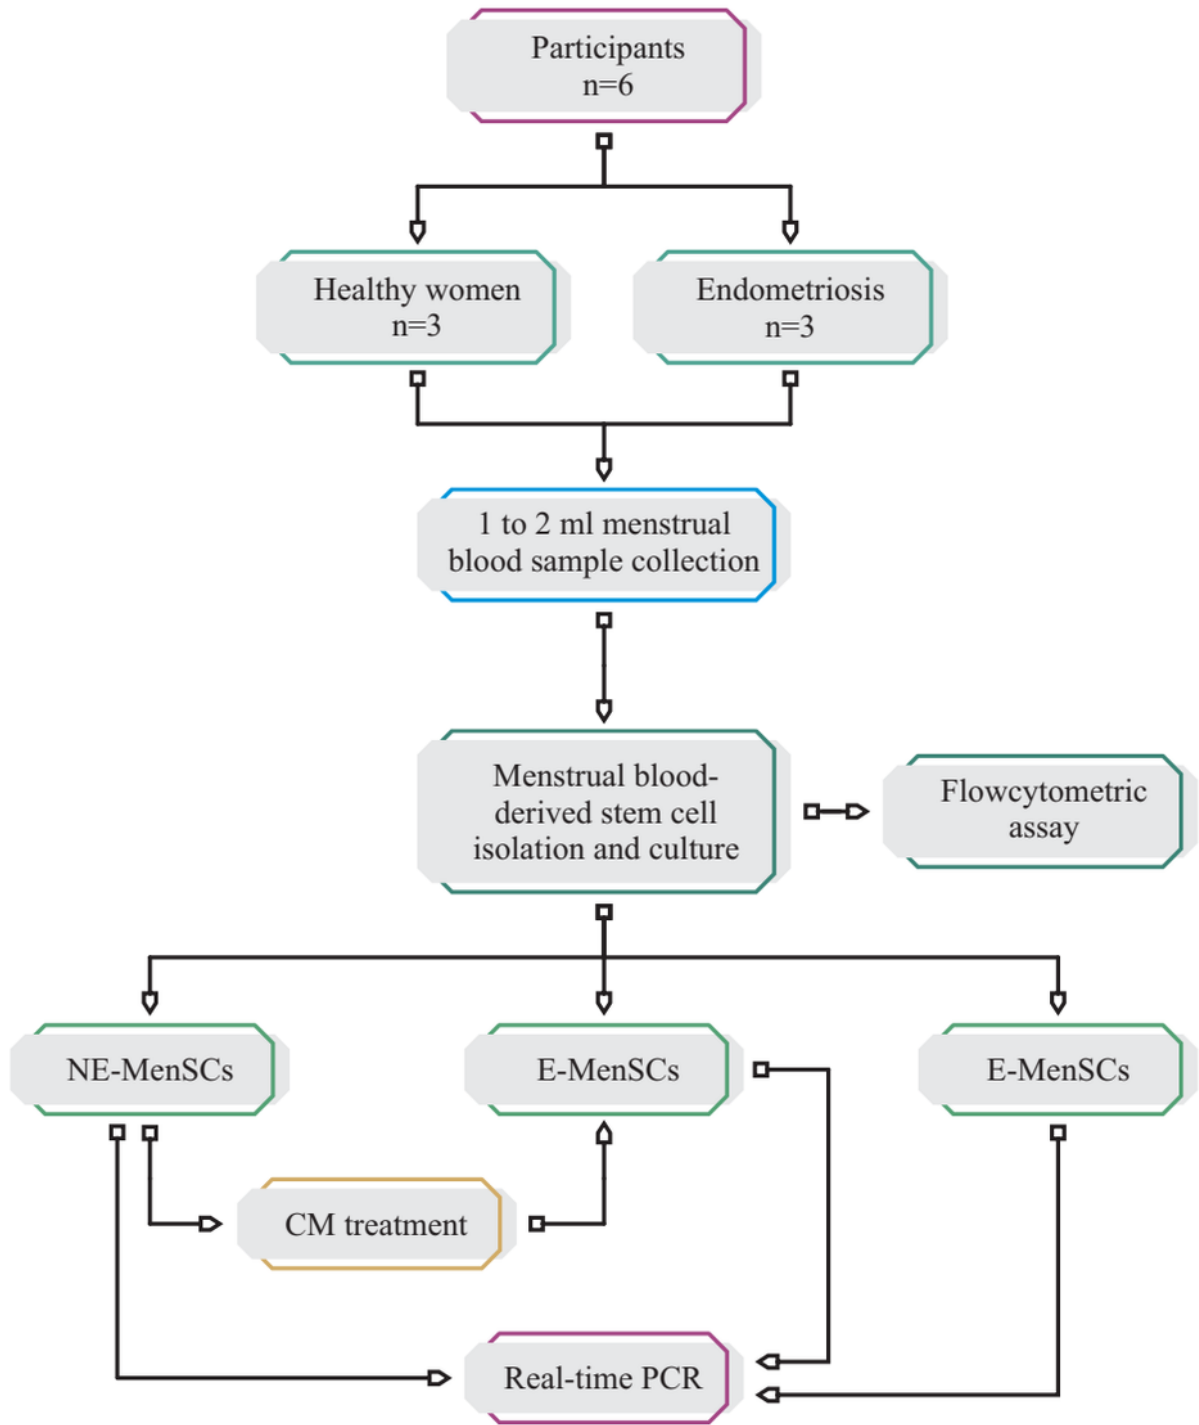 Participants
n=6
Healthy women
n=3
Endometriosis
n=3
1 to 2 ml menstrual
blood sample collection
Menstrual blood-
derived stem cell
isolation and culture
Flowcytometric
assay
NE-MenSCs
E-MenSCs
E-MenSCs
CM treatment
Real-time PCR